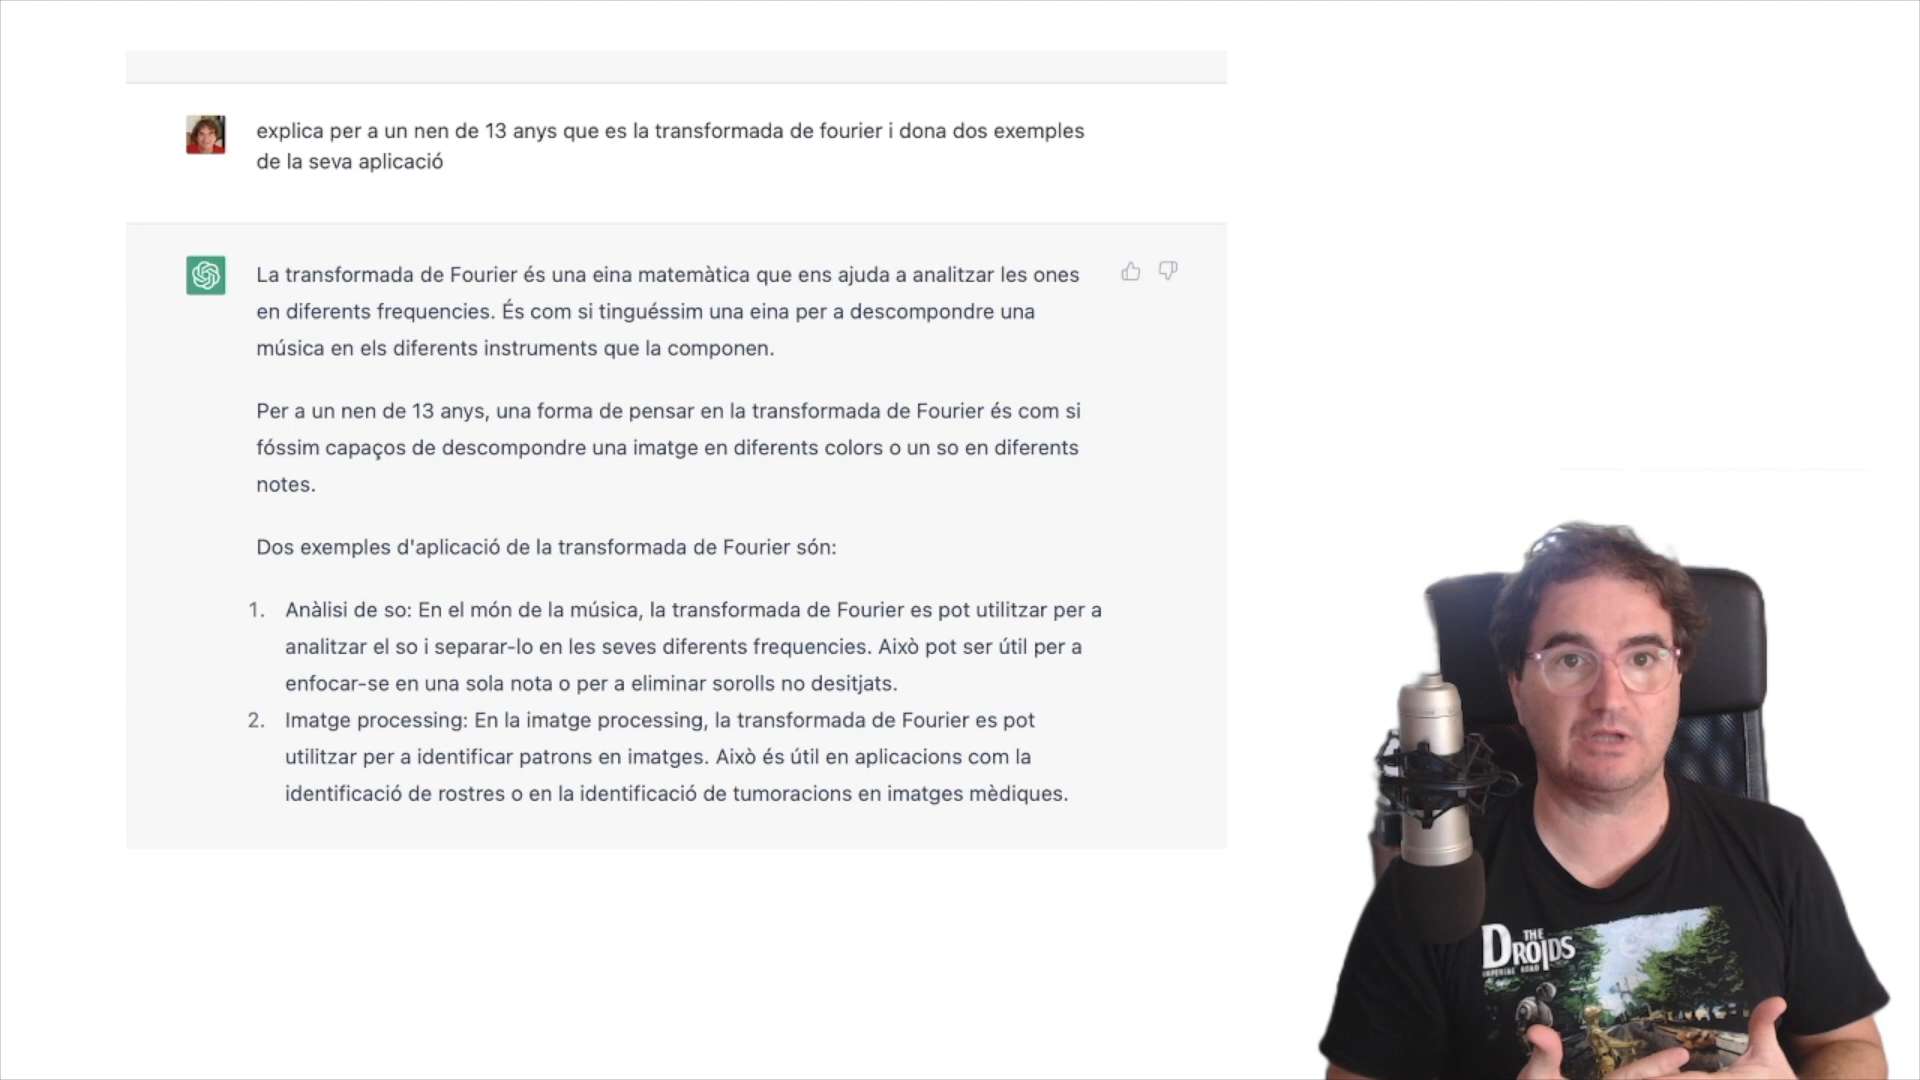 explica per a un nen de 13 anys que es la transformada de fourier i dona dos exemples
de la seva aplicació
La transformada de Fourier és una eina matemàtica que ens ajuda a analitzar les ones
en diferents frequencies. És com si tinguéssim una eina per a descompondre una
música en els diferents instruments que la componen.
Per a un nen de 13 anys, una forma de pensar en la transformada de Fourier és com si
fóssim capaços de descompondre una imatge en diferents colors o un so en diferents
notes.
Dos exemples d'aplicació de la transformada de Fourier són:
1. Anàlisi de so: En el món de la música, la transformada de Fourier es pot utilitzar per a
analitzar el so i separar-lo en les seves diferents frequencies. Això pot ser útil per a
enfocar-se en una sola nota o per a eliminar sorolls no desitjats.
2. Imatge processing: En la imatge processing, la transformada de Fourier es pot
utilitzar per a identificar patrons en imatges. Això és útil en aplicacions com la
identificació de rostres o en la identificació de tumoracions en imatges mèdiques.
THE
DROIDS
IMPERIAL ROAD